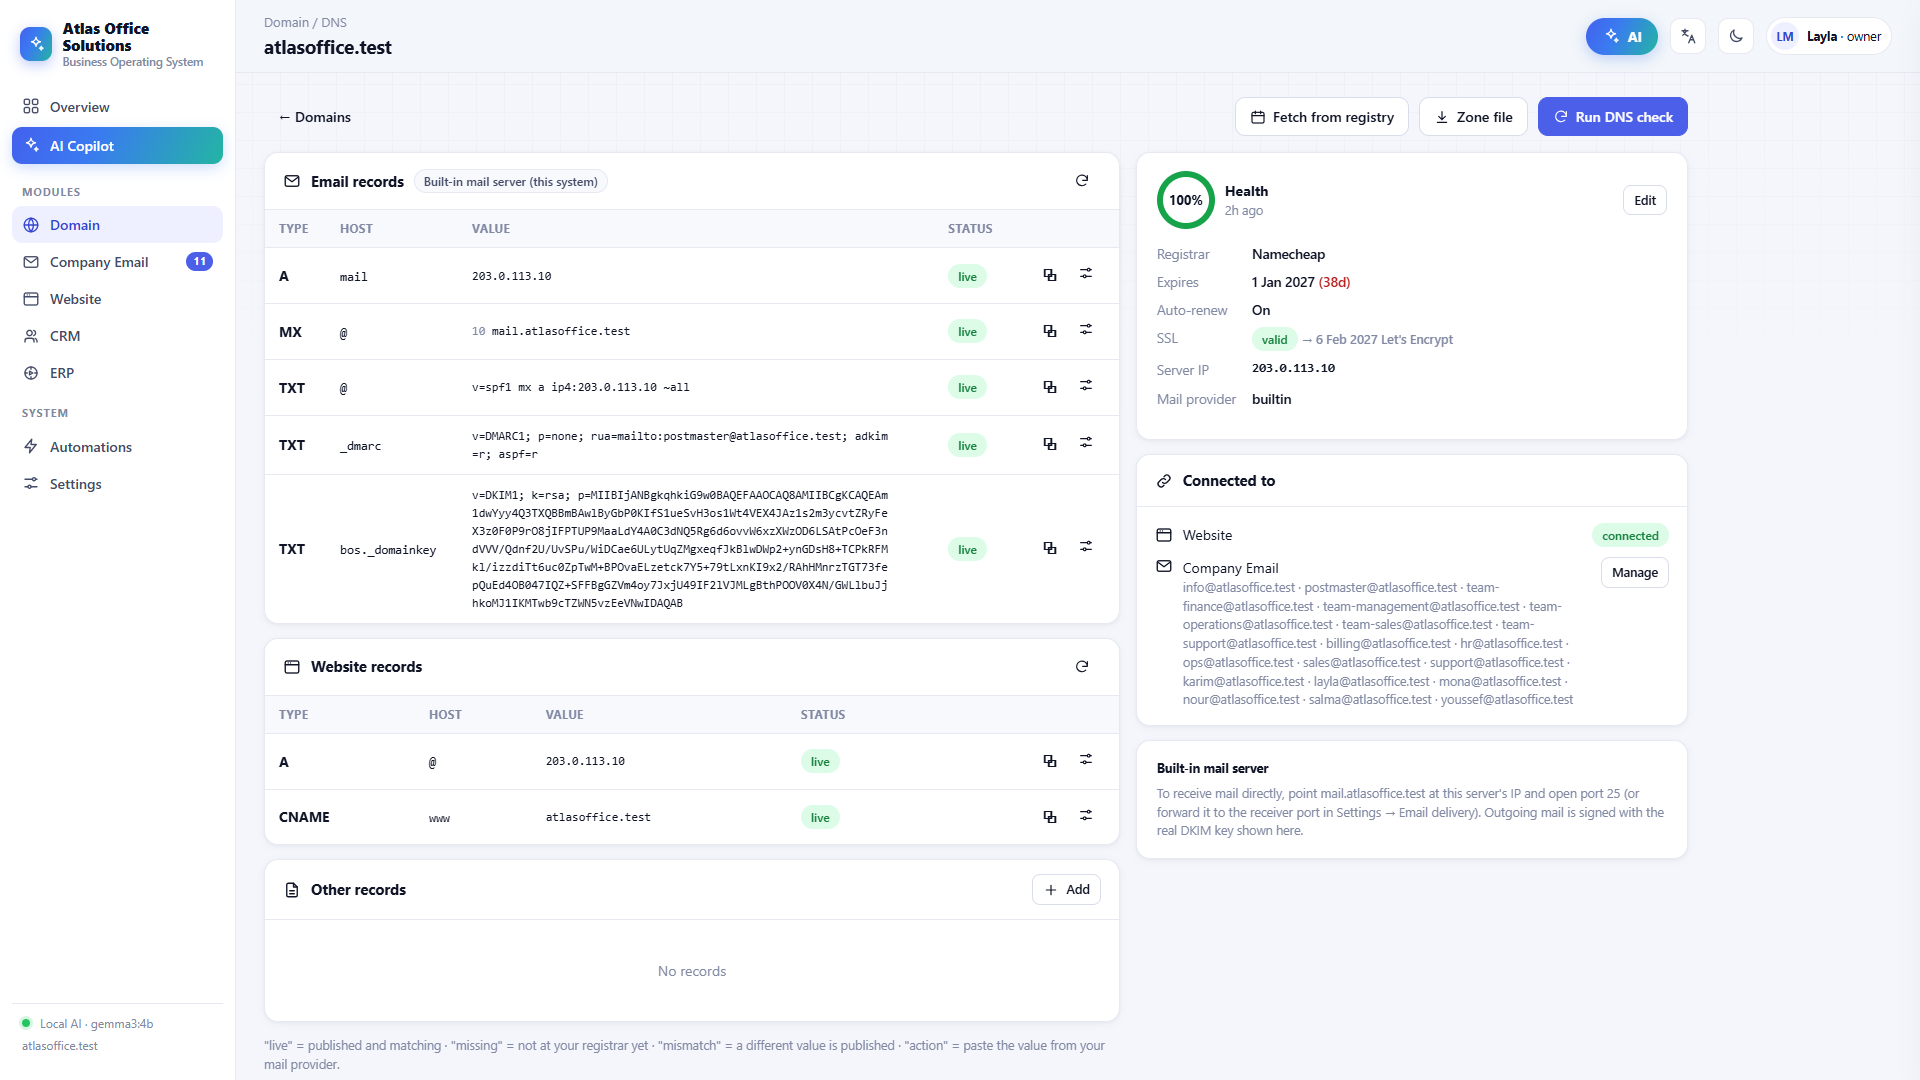 Atlas Office
Solutions
Business Operating System
Overview
AI Copilot
MODULES
Domain
Company Email 11
Website
CRM
ERP
SYSTEM
Automations
Settings
Local AI · gemma3:4b
atlasoffice.test
Domain / DNS
atlasoffice.test
AI
LM Layla · owner
← Domains
Fetch from registry
Zone file
Run DNS check
Email records Built-in mail server (this system)
TYPE HOST VALUE STATUS
A mail 203.0.113.10 live
MX @ 10 mail.atlasoffice.test live
TXT @ v=spf1 mx a ip4:203.0.113.10 ~all live
TXT _dmarc v=DMARC1; p=none; rua=mailto:postmaster@atlasoffice.test; adkim
=r; aspf=r live
v=DKIM1; k=rsa; p=MIIBIjANBgkqhkiG9w0BAQEFAAOCAQ8AMIIBCgKCAQEAm
1dwYyy4Q3TXQBBmBAwlByGbP0KIfS1ueSvH3os1Wt4VEX4JAz1s2m3ycvtZRyFe
X3z0F0P9rO8jIFPTUP9MaaLdY4A0C3dNQ5Rg6d6ovvW6xzXWzOD6LSAtPcOeF3n
TXT bos._domainkey dVVV/Qdnf2U/UvSPu/WiDCae6ULytUqZMgxeqfJkBlwDWp2+ynGDsH8+TCPkRFM live
kl/izzdiTt6uc0ZpTwM+BPOvaELzetck7Y5+79tLxnKI9x2/RAhHMnrzTGT73fe
pQuEd4OB047IQZ+SFFBgGZVm4oy7JxjU49IF2lVJMLgBthPOOV0X4N/GWLlbuJj
hkoMJ1IKMTwb9cTZWN5vzEeVNwIDAQAB
Website records
TYPE HOST VALUE STATUS
A @ 203.0.113.10 live
CNAME www atlasoffice.test live
Other records
Add
No records
"live" = published and matching · "missing" = not at your registrar yet · "mismatch" = a different value is published · "action" = paste the value from your
mail provider.
100% Health
2h ago
Edit
Registrar Namecheap
Expires 1 Jan 2027 (38d)
Auto-renew On
SSL valid → 6 Feb 2027 Let's Encrypt
Server IP 203.0.113.10
Mail provider builtin
Connected to
Website connected
Company Email Manage
info@atlasoffice.test · postmaster@atlasoffice.test · team-
finance@atlasoffice.test · team-management@atlasoffice.test · team-
operations@atlasoffice.test · team-sales@atlasoffice.test · team-
support@atlasoffice.test · billing@atlasoffice.test · hr@atlasoffice.test ·
ops@atlasoffice.test · sales@atlasoffice.test · support@atlasoffice.test ·
karim@atlasoffice.test · layla@atlasoffice.test · mona@atlasoffice.test ·
nour@atlasoffice.test · salma@atlasoffice.test · youssef@atlasoffice.test
Built-in mail server
To receive mail directly, point mail.atlasoffice.test at this server's IP and open port 25 (or
forward it to the receiver port in Settings → Email delivery). Outgoing mail is signed with the
real DKIM key shown here.